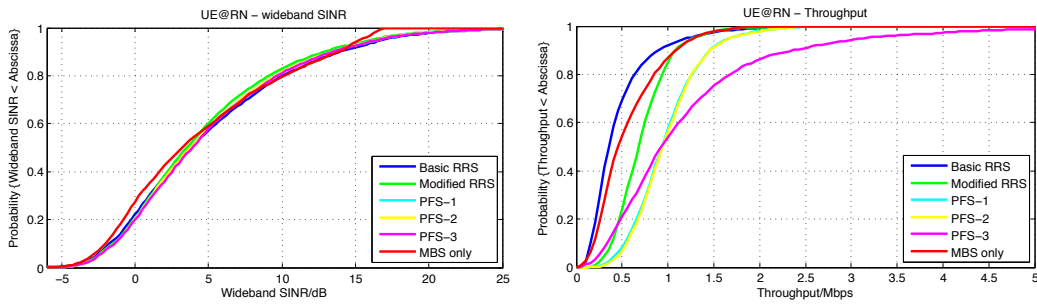 UE@RN – wideband SINR
Probability {Wideband SINR < Abscissa}
1
0.8
0.6
0.4
0.2
0
−5
0
5
10
15
20
25
Wideband SINR/dB
Basic RRS
Modified RRS
PFS−1
PFS−2
PFS−3
MBS only
UE@RN – Throughput
Probability {Throughput < Abscissa}
1
0.8
0.6
0.4
0.2
0
0
0.5
1
1.5
2
2.5
3
3.5
4
4.5
5
Throughput/Mbps
Basic RRS
Modified RRS
PFS−1
PFS−2
PFS−3
MBS only